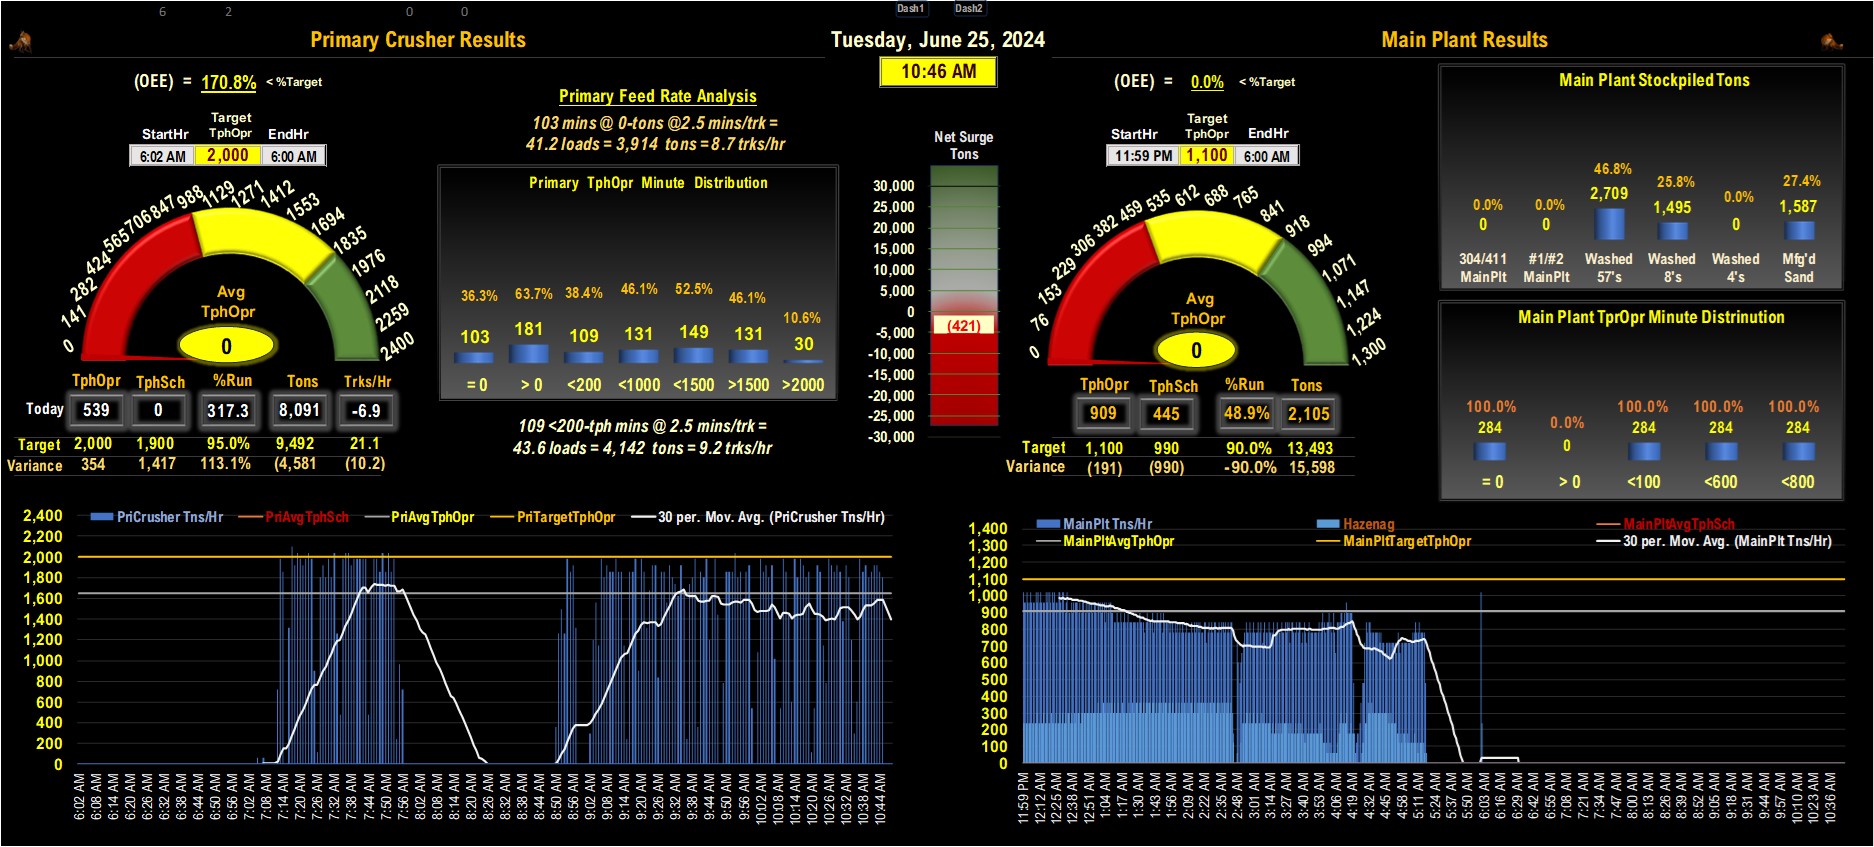 6 2 0 0 Dash1 Dash2
Primary Crusher Results
Tuesday, June 25, 2024
Main Plant Results
10:46 AM
(OEE) = 170.8% < %Target
StartHr Target TphOpr EndHr
6:02 AM 2,000 6:00 AM
0 141 282 424 565 706 847 988 1129 1271 1412 1553 1694 1835 1976 2118 2259 2400
Avg
TphOpr
0
TphOpr TphSch %Run Tons Trks/Hr
Today 539 0 317.3 8,091 -6.9
Target 2,000 1,900 95.0% 9,492 21.1
Variance 354 1,417 113.1% (4,581 (10.2)
Primary Feed Rate Analysis
103 mins @ 0-tons @2.5 mins/trk =
41.2 loads = 3,914 tons = 8.7 trks/hr
Primary TphOpr Minute Distribution
36.3% 63.7% 38.4% 46.1% 52.5% 46.1% 10.6%
103 181 109 131 149 131 30
= 0 > 0 <200 <1000 <1500 >1500 >2000
109 <200-tph mins @ 2.5 mins/trk =
43.6 loads = 4,142 tons = 9.2 trks/hr
Net Surge
Tons
30,000
25,000
20,000
15,000
10,000
5,000
0
-5,000
-10,000
-15,000
-20,000
-25,000
-30,000
(421)
(OEE) = 0.0% < %Target
StartHr Target TphOpr EndHr
11:59 PM 1,100 6:00 AM
0 76 153 229 306 382 459 535 612 688 765 841 918 994 1,071 1,147 1,224 1,300
Avg
TphOpr
0
TphOpr TphSch %Run Tons
909 445 48.9% 2,105
Target 1,100 990 90.0% 13,493
Variance (191) (990) -90.0% 15,598
Main Plant Stockpiled Tons
0.0% 0.0% 46.8% 25.8% 0.0% 27.4%
0 0 2,709 1,495 0 1,587
304/411 #1/#2 Washed Washed Washed Mfg'd
MainPlt MainPlt 57's 8's 4's Sand
Main Plant TprOpr Minute Distrinution
100.0% 0.0% 100.0% 100.0% 100.0%
284 0 284 284 284
= 0 > 0 <100 <600 <800
PriCrusher Tns/Hr PriAvgTphSch PriAvgTphOpr PriTargetTphOpr 30 per. Mov. Avg. (PriCrusher Tns/Hr)
2,400
2,200
2,000
1,800
1,600
1,400
1,200
1,000
800
600
400
200
0
6:02 AM 6:08 AM 6:14 AM 6:20 AM 6:26 AM 6:32 AM 6:38 AM 6:44 AM 6:50 AM 6:56 AM 7:02 AM 7:08 AM 7:14 AM 7:20 AM 7:26 AM 7:32 AM 7:38 AM 7:44 AM 7:50 AM 7:56 AM 8:02 AM 8:08 AM 8:14 AM 8:20 AM 8:26 AM 8:32 AM 8:38 AM 8:44 AM 8:50 AM 8:56 AM 9:02 AM 9:08 AM 9:14 AM 9:20 AM 9:26 AM 9:32 AM 9:38 AM 9:44 AM 9:50 AM 9:56 AM 10:02 AM 10:08 AM 10:14 AM 10:20 AM 10:26 AM 10:32 AM 10:38 AM 10:44 AM
MainPlt Tns/Hr Hazenag MainPltAvgTphSch
MainPltAvgTphOpr MainPltTargetTphOpr 30 per. Mov. Avg. (MainPlt Tns/Hr)
1,400
1,300
1,200
1,100
1,000
900
800
700
600
500
400
300
200
100
0
11:59 PM 12:12 AM 12:25 AM 12:38 AM 12:51 AM 1:04 AM 1:17 AM 1:30 AM 1:43 AM 1:56 AM 2:09 AM 2:22 AM 2:35 AM 2:48 AM 3:01 AM 3:14 AM 3:27 AM 3:40 AM 3:53 AM 4:06 AM 4:19 AM 4:32 AM 4:45 AM 4:58 AM 5:11 AM 5:24 AM 5:37 AM 5:50 AM 6:03 AM 6:16 AM 6:29 AM 6:42 AM 6:55 AM 7:08 AM 7:21 AM 7:34 AM 7:47 AM 8:00 AM 8:13 AM 8:26 AM 8:39 AM 8:52 AM 9:05 AM 9:18 AM 9:31 AM 9:44 AM 9:57 AM 10:10 AM 10:23 AM 10:36 AM